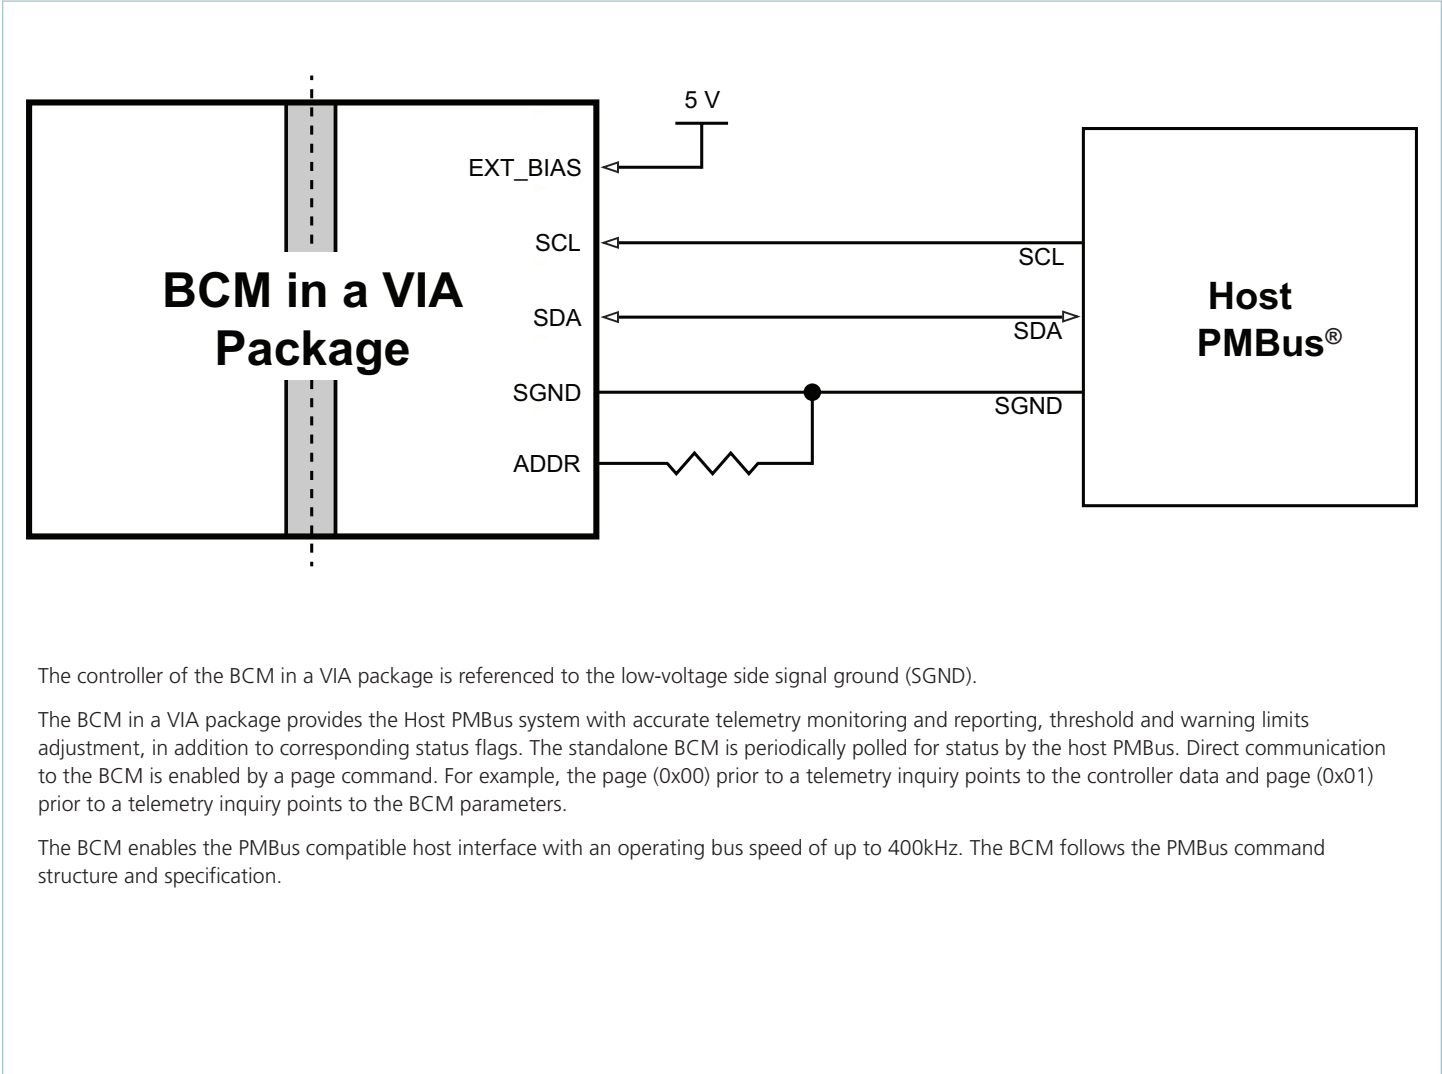 5 V
EXT_BIAS
SCL
SCL
BCM in a VIA
Package
Host
PMBus®
SDA
SDA
SGND
SGND
ADDR
The controller of the BCM in a VIA package is referenced to the low-voltage side signal ground (SGND).
The BCM in a VIA package provides the Host PMBus system with accurate telemetry monitoring and reporting, threshold and warning limits
adjustment, in addition to corresponding status flags. The standalone BCM is periodically polled for status by the host PMBus. Direct communication
to the BCM is enabled by a page command. For example, the page (0x00) prior to a telemetry inquiry points to the controller data and page (0x01)
prior to a telemetry inquiry points to the BCM parameters.
The BCM enables the PMBus compatible host interface with an operating bus speed of up to 400kHz. The BCM follows the PMBus command
structure and specification.